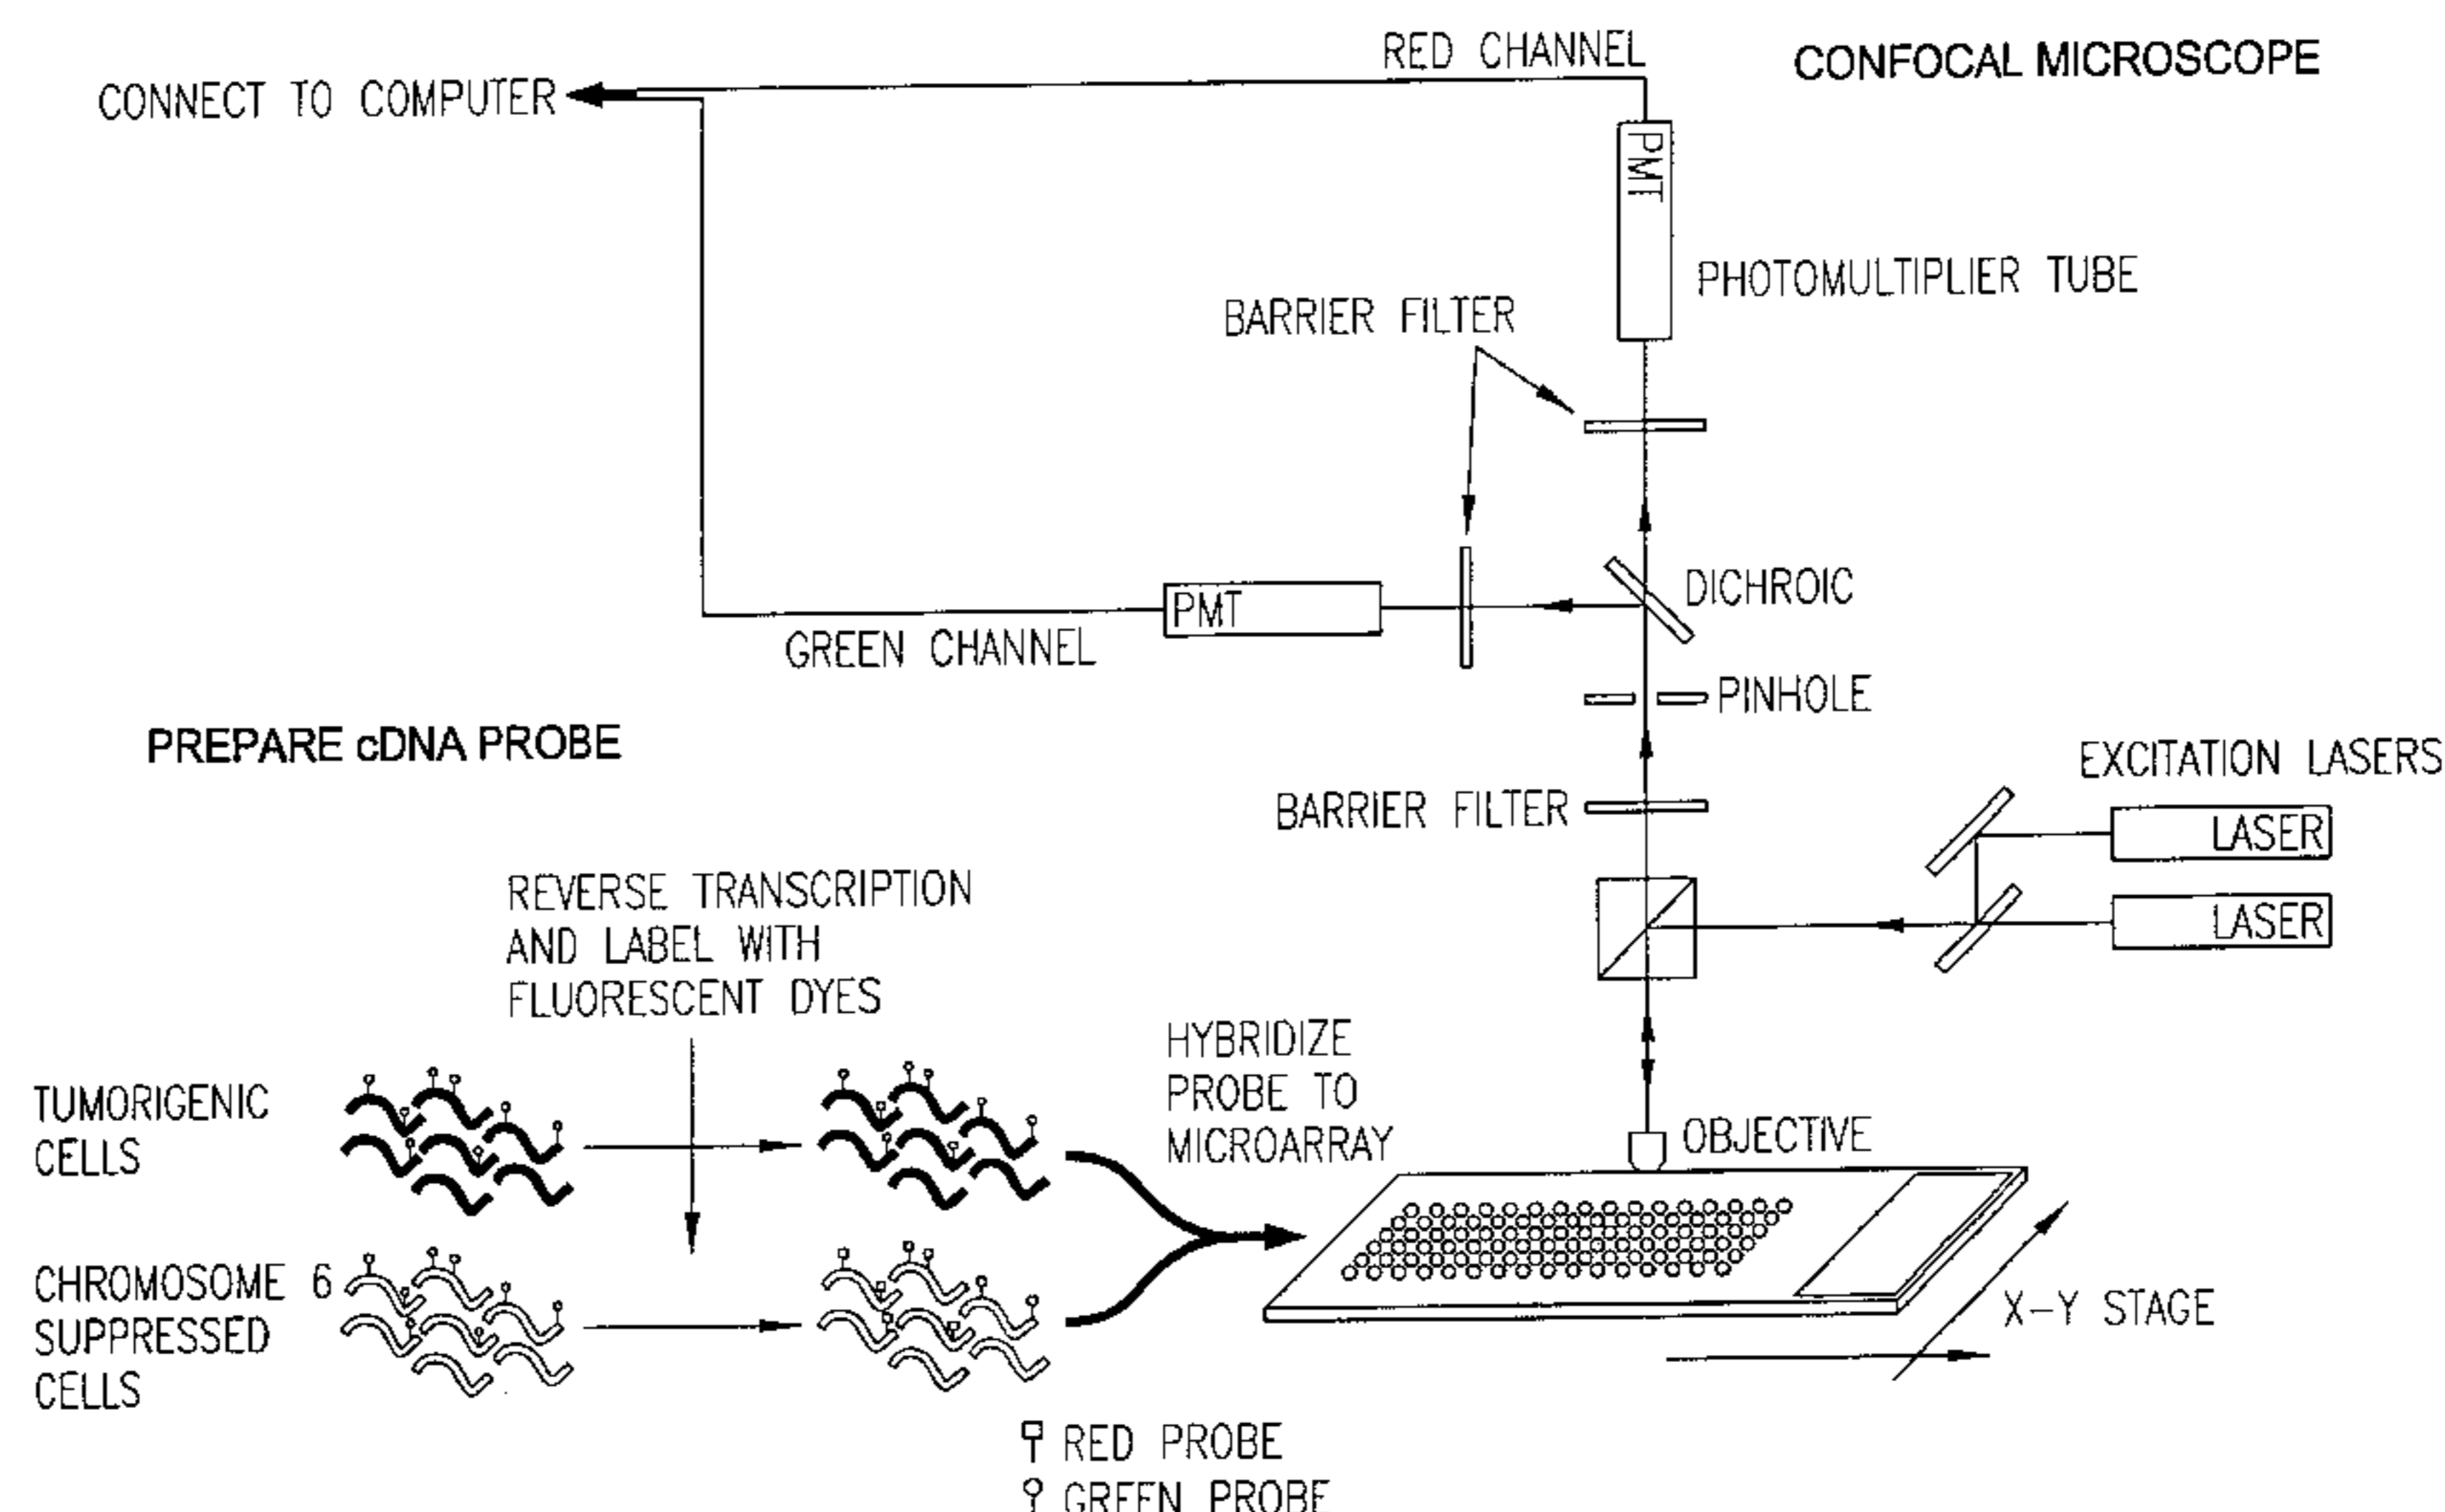 RED CHANNEL
CONFOCAL MICROSCOPE
CONNECT TO COMPUTER
PMT
PHOTOMULTIPLIER TUBE
BARRIER FILTER
DICHROIC
PMT
GREEN CHANNEL
PINHOLE
PREPARE cDNA PROBE
EXCITATION LASERS
BARRIER FILTER
LASER
LASER
REVERSE TRANSCRIPTION
AND LABEL WITH
FLUORESCENT DYES
HYBRIDIZE
PROBE TO
MICROARRAY
TUMORIGENIC
CELLS
OBJECTIVE
CHROMOSOME 6
SUPPRESSED
CELLS
X-Y STAGE
RED PROBE
GREEN PROBE